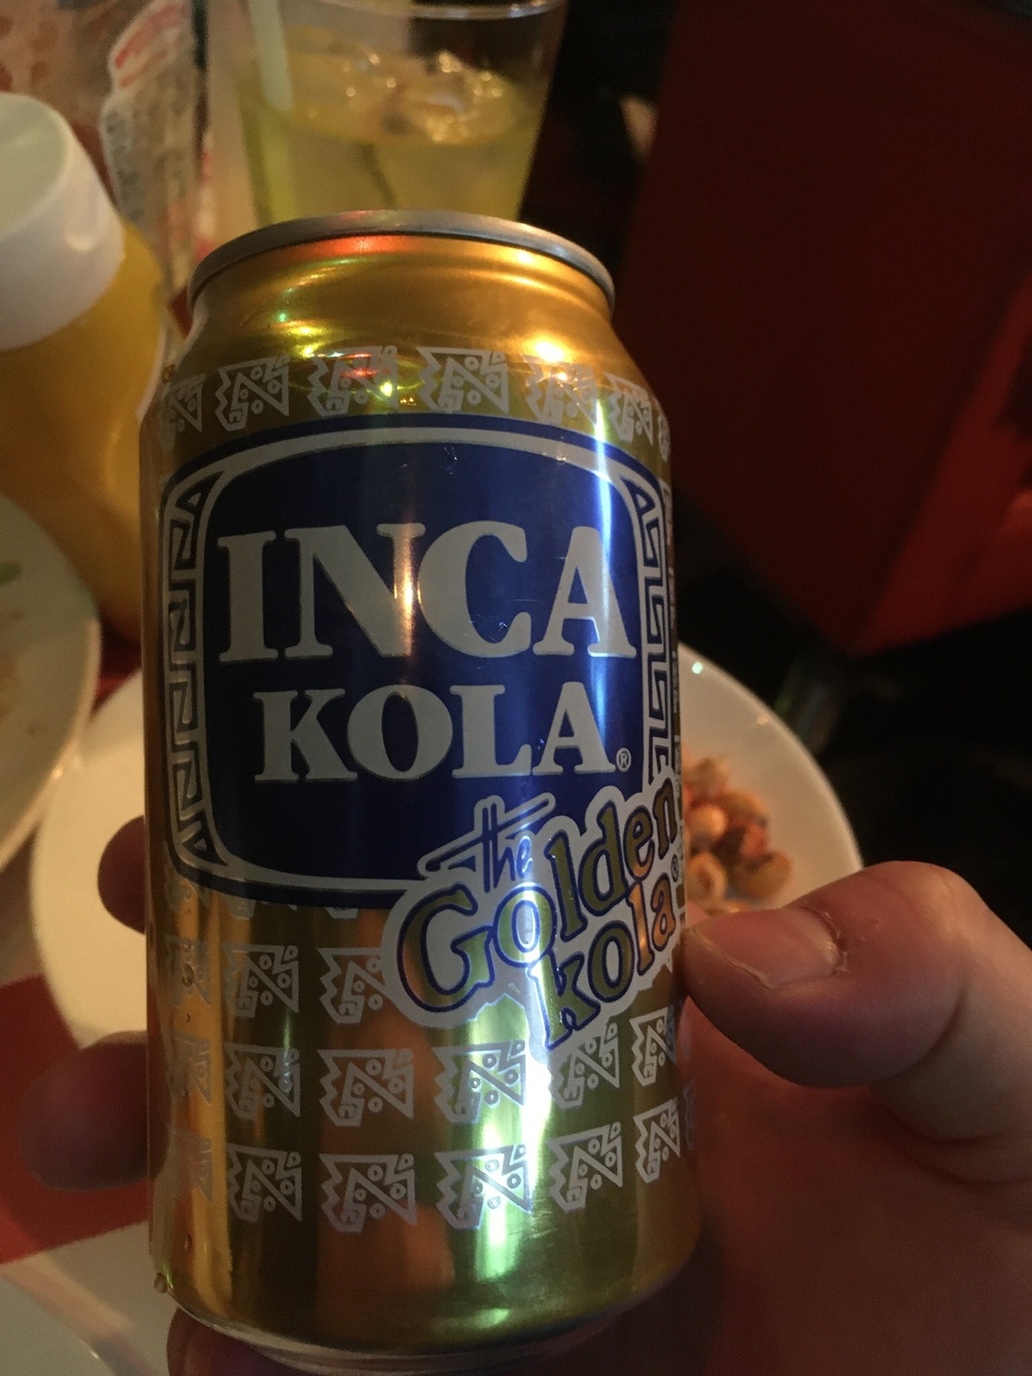 INCA
KOLA®
the
Golden
kola®